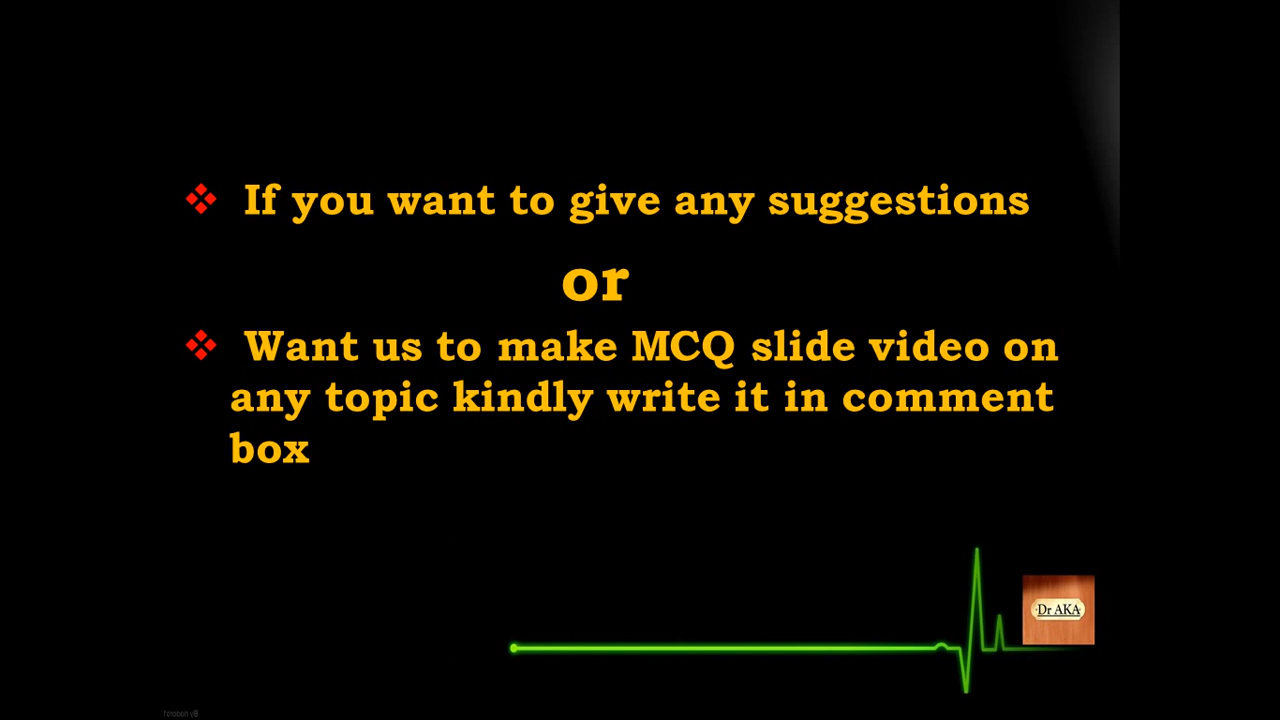 ❖ If you want to give any suggestions
or
❖ Want us to make MCQ slide video on
any topic kindly write it in comment
box
Dr AKA